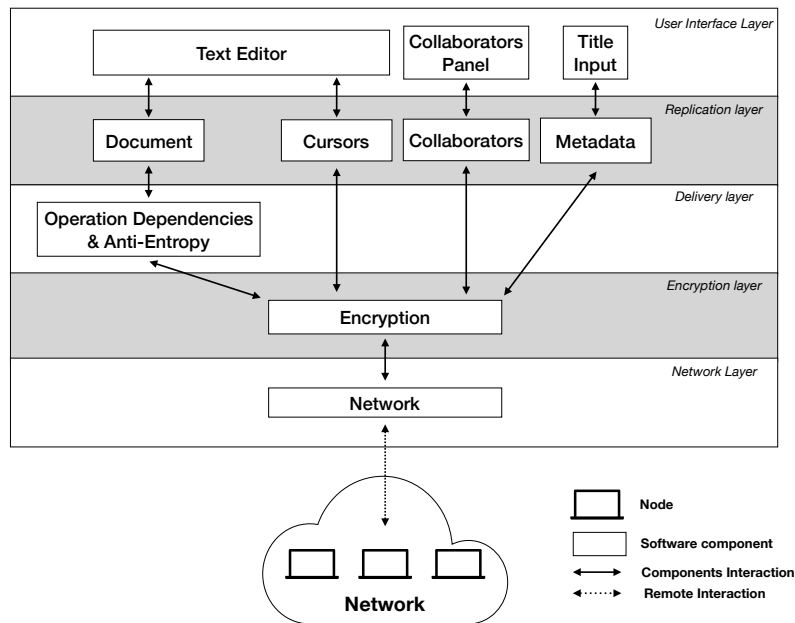 User Interface Layer
Text Editor
Collaborators
Panel
Title
Input
Replication layer
Document
Cursors
Collaborators
Metadata
Delivery layer
Operation Dependencies
& Anti-Entropy
Encryption layer
Encryption
Network Layer
Network
Node
Software component
Components Interaction
Remote Interaction
Network